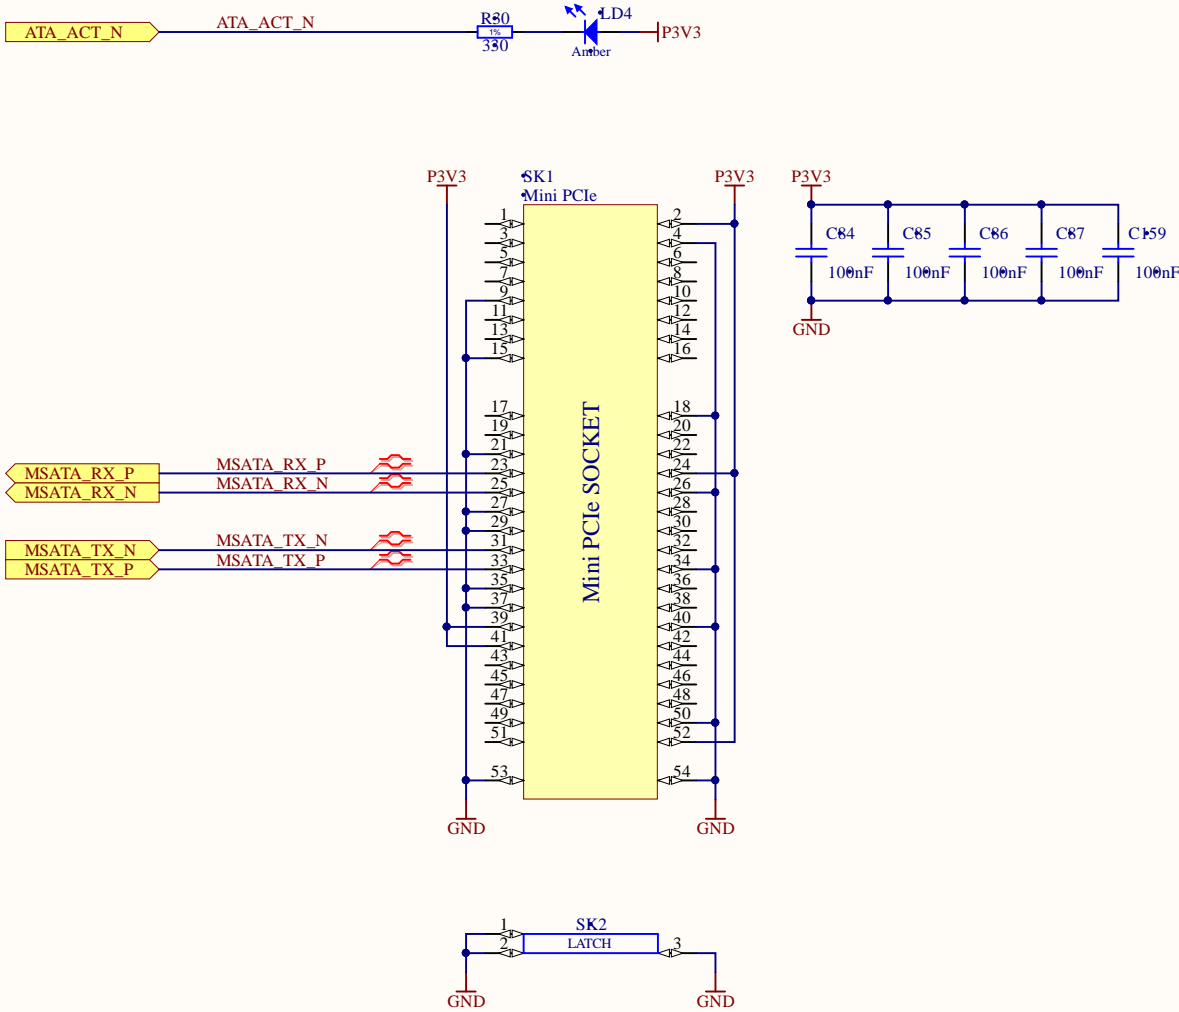 ATA_ACT_N ATA_ACT_N R30 LD4
1% P3V3
330 Amber
P3V3 SK1 P3V3 P3V3
Mini PCIe
1 2
3 4 C84 C85 C86 C87 C159
5 6
7 8 100nF 100nF 100nF 100nF 100nF
9 10
11 12
13 14 GND
15 16
17 18
19 20
21 22
MSATA_RX_P MSATA_RX_P 23 24
MSATA_RX_N MSATA_RX_N 25 26
Mini PCIe SOCKET
27 28
29 30
MSATA_TX_N MSATA_TX_N 31 32
MSATA_TX_P MSATA_TX_P 33 34
35 36
37 38
39 40
41 42
43 44
45 46
47 48
49 50
51 52
53 54
GND GND
1 SK2
2 LATCH 3
GND GND